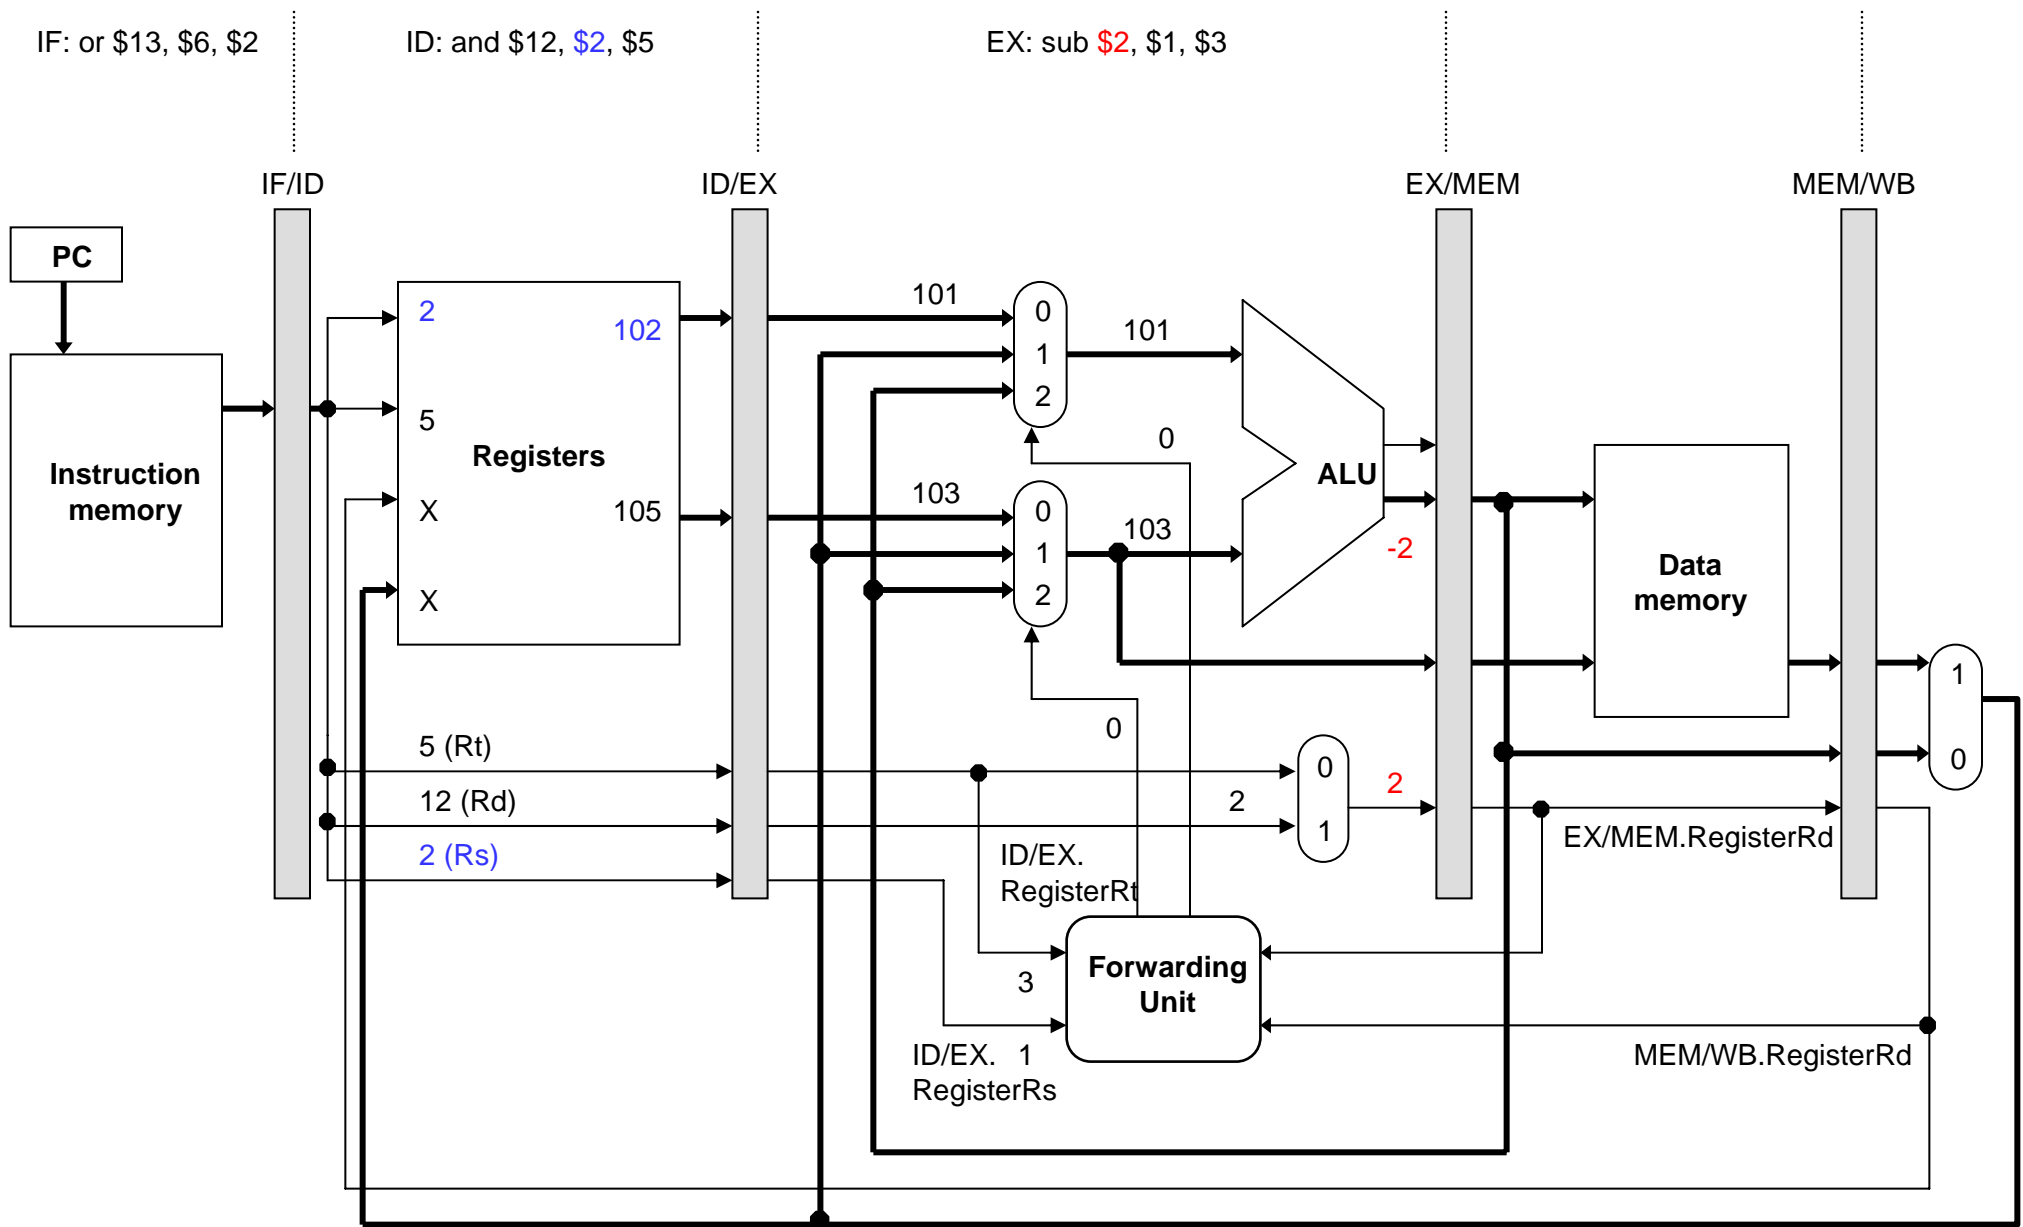 IF: or $13, $6, $2
ID: and $12, $2, $5
EX: sub $2, $1, $3
IF/ID
ID/EX
EX/MEM
MEM/WB
PC
Instruction
memory
2
102
5
Registers
X
105
X
101
0
1
2
101
0
103
0
1
2
103
0
ALU
-2
Data
memory
1
0
5 (Rt)
12 (Rd)
2 (Rs)
0
1
2
2
EX/MEM.RegisterRd
ID/EX.
RegisterRt
3
Forwarding
Unit
ID/EX. 1
RegisterRs
MEM/WB.RegisterRd